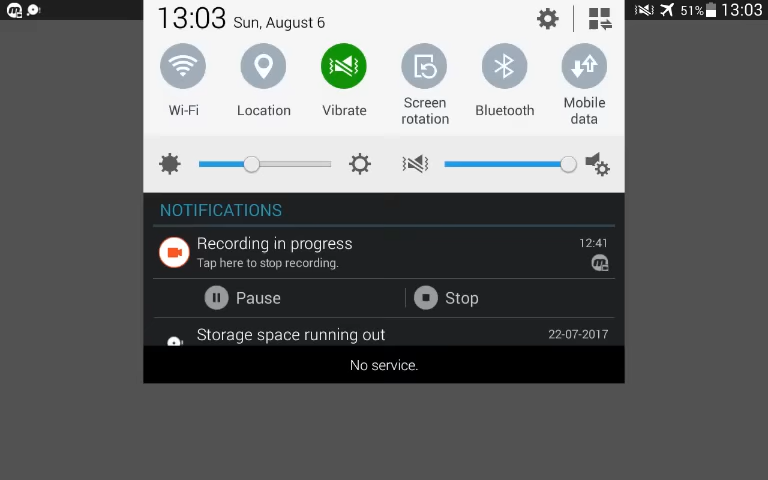 13:03 Sun, August 6
51% 13:03
Wi-Fi
Location
Vibrate
Screen
rotation
Bluetooth
Mobile
data
NOTIFICATIONS
Recording in progress 12:41
Tap here to stop recording.
Pause
Stop
Storage space running out 22-07-2017
No service.